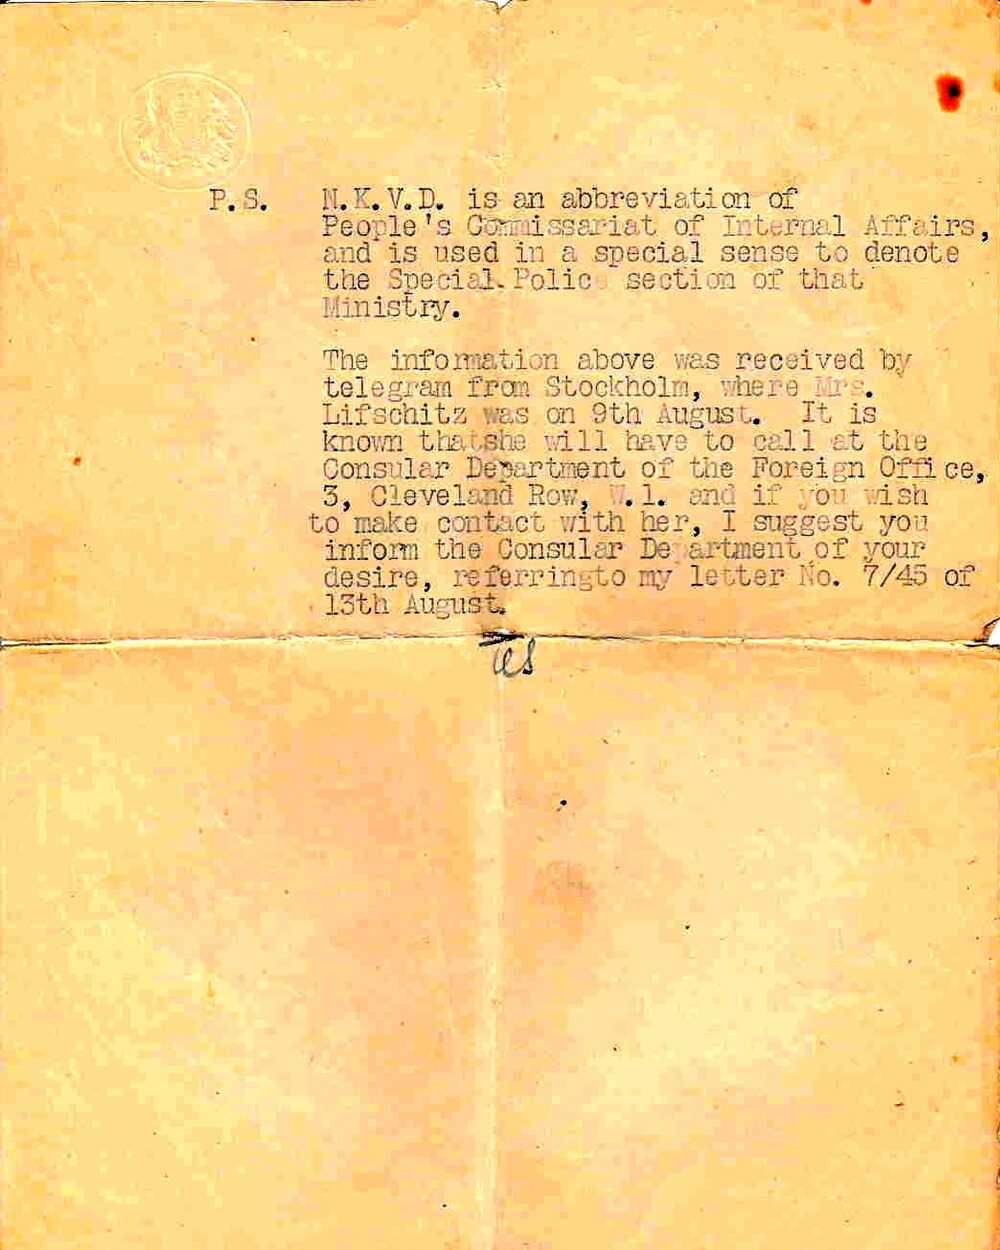 P.S. N.K.V.D. is an abbreviation of
People's Commissariat of Internal Affairs,
and is used in a special sense to denote
the Special Police section of that
Ministry.
The information above was received by
telegram from Stockholm, where Mrs.
Lifschitz was on 9th August. It is
known thatshe will have to call at the
Consular Department of the Foreign Office,
3, Cleveland Row, W.1. and if you wish
to make contact with her, I suggest you
inform the Consular Department of your
desire, referringto my letter No. 7/45 of
13th August.